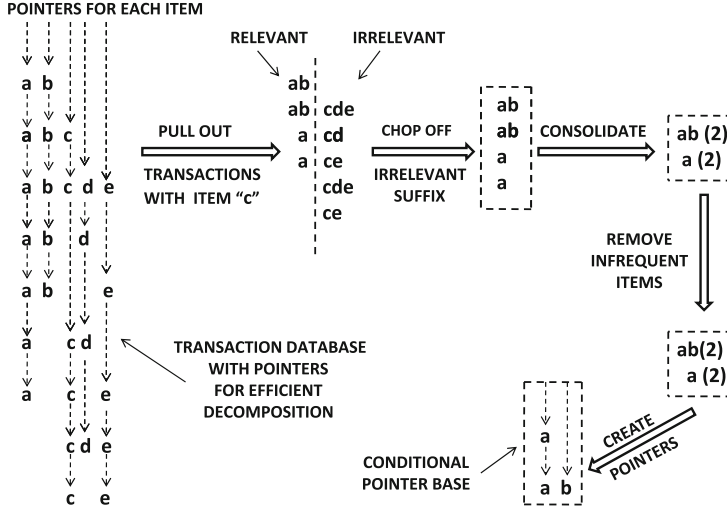 POINTERS FOR EACH ITEM
a b
a b c
a b c d e
a b d
a b e
a c d
a c e
c d e
c e
PULL OUT
TRANSACTIONS
WITH ITEM "c"
RELEVANT
IRRELEVANT
ab
ab cde
a cd
a ce
cde
ce
CHOP OFF
IRRELEVANT
SUFFIX
ab
ab
a
a
CONSOLIDATE
ab (2)
a (2)
REMOVE
INFREQUENT
ITEMS
ab(2)
a (2)
CREATE
POINTERS
a
a b
CONDITIONAL
POINTER BASE
TRANSACTION DATABASE
WITH POINTERS
FOR EFFICIENT
DECOMPOSITION